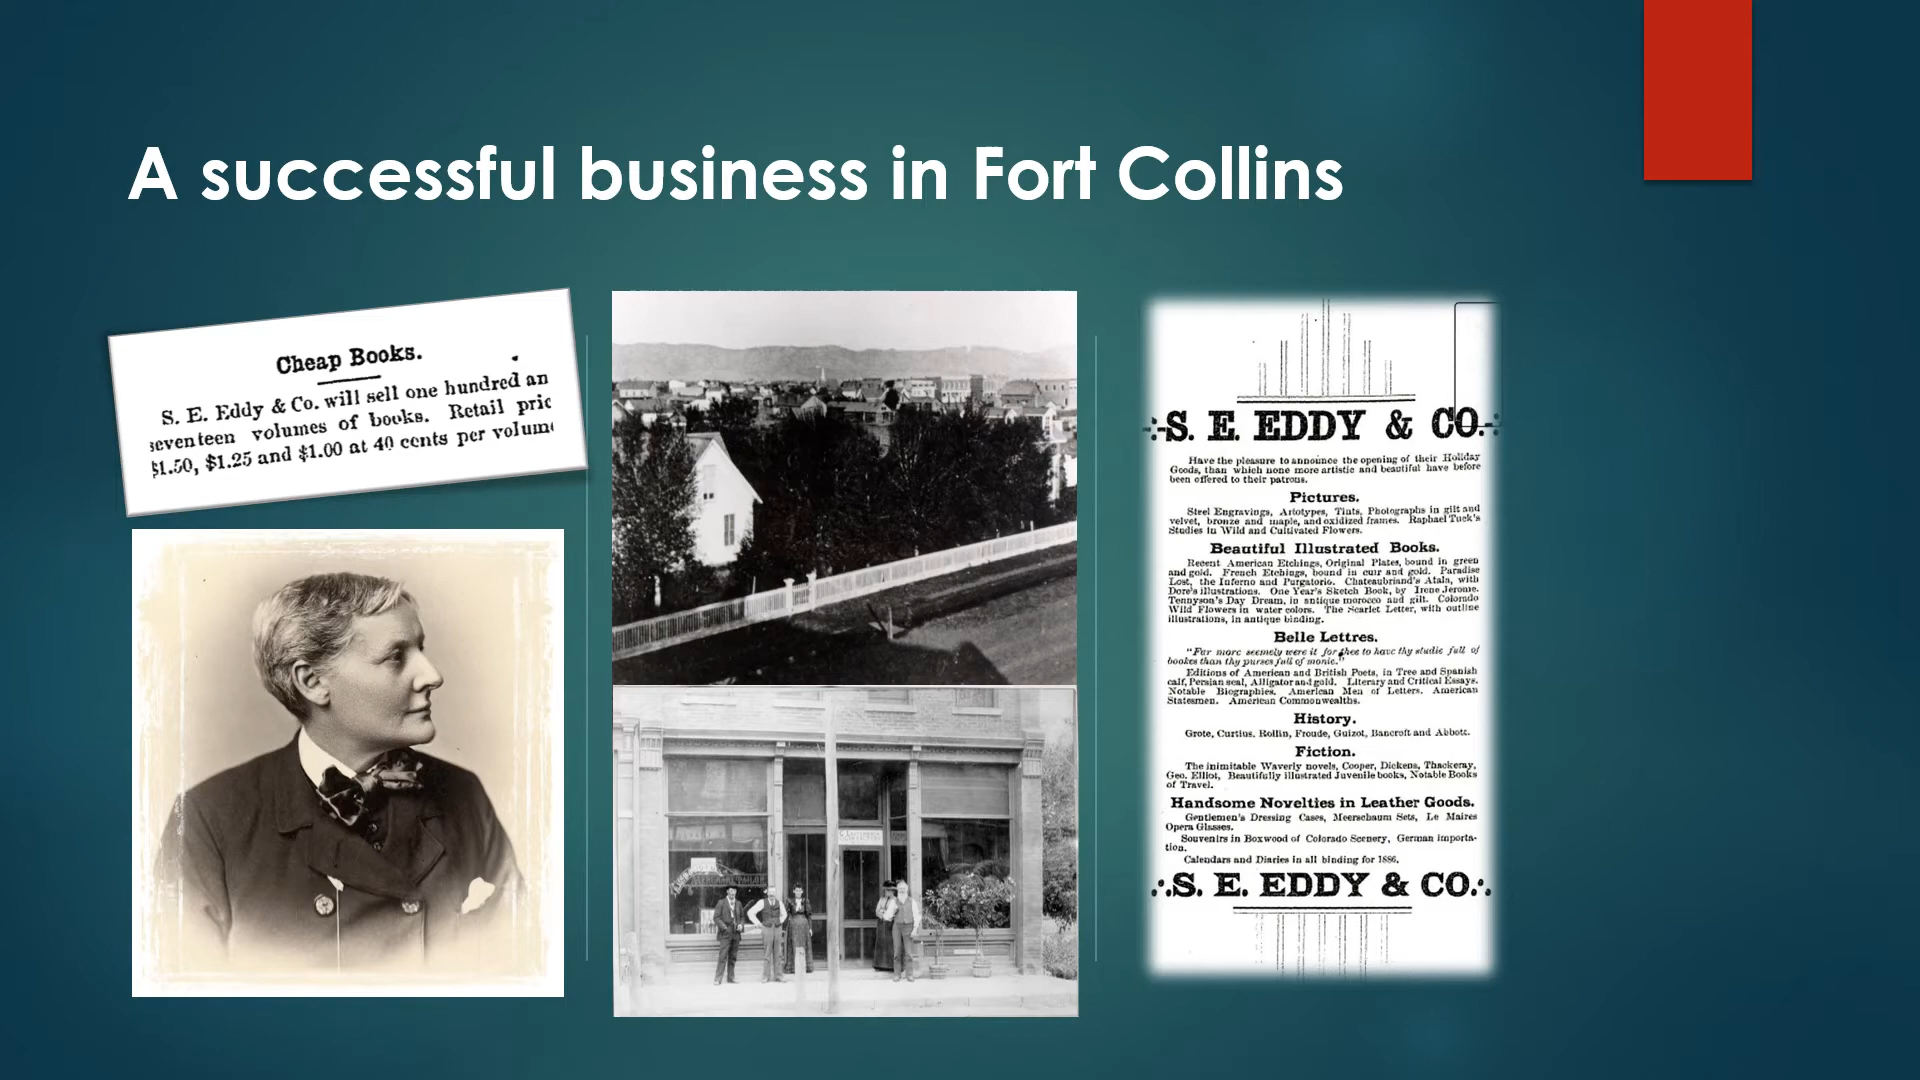 A successful business in Fort Collins
Cheap Books.
S. E. Eddy & Co. will sell one hundred an
seventeen volumes of books. Retail pric
$1.50, $1.25 and $1.00 at 40 cents per volum
S. E. EDDY & CO.
Have the pleasure to announce the opening of their Holiday
Goods, than which none more artistic and beautiful have before
been offered to their patrons.
Pictures.
Steel Engravings, Artotypes, Tints, Photographs in gilt and
velvet, bronze and maple, and oxidized frames. Raphael Tuck's
Studies in Wild and Cultivated Flowers.
Beautiful Illustrated Books.
Recent American Etchings, Original Plates, bound in green
and gold. French Etchings, bound in cuir and gold. Paradise
Lost, the Inferno and Purgatorio. Chateaubriand's Atala, with
Dore's illustrations. One Year's Sketch Book, by Irene Jerome.
Tennyson's Day Dream, in antique morocco and gilt. Colorado
Wild Flowers in water colors. The Scarlet Letter, with outline
illustrations, in antique binding.
Belle Lettres.
"Far more seemely were it for thee to have thy studie full of
bookes than thy purses full of monie."
Editions of American and British Poets, in Tree and Spanish
calf, Persian seal, Alligator and gold. Literary and Critical Essays.
Notable Biographies. American Men of Letters. American
Statesmen. American Commonwealths.
History.
Grote, Curtius, Rollin, Froude, Guizot, Bancroft and Abbott.
Fiction.
The inimitable Waverly novels, Cooper, Dickens, Thackeray,
Geo. Elliot, Beautifully illustrated Juvenile books, Notable Books
of Travel.
Handsome Novelties in Leather Goods.
Gentlemen's Dressing Cases, Meerschaum Sets, Le Maires
Opera Glasses.
Souvenirs in Boxwood of Colorado Scenery, German importa-
tion.
Calendars and Diaries in all binding for 1886.
S. E. EDDY & CO.